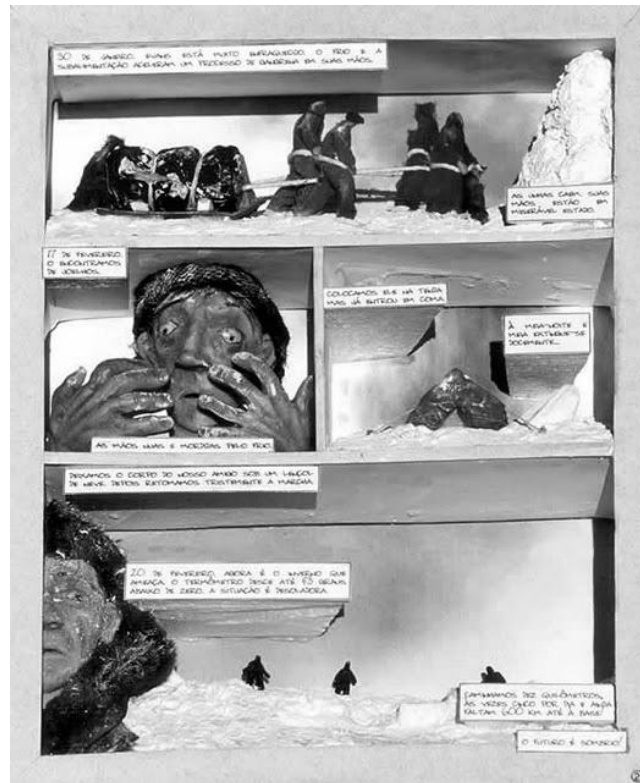 30 DE JANEIRO. EVANS ESTÁ MUITO ENFRAQUECIDO. O FRIO E A
SUBALIMENTAÇÃO ACELERAM UM PROCESSO DE GANGRENA EM SUAS MÃOS.
AS UNHAS CAEM. SUAS
MÃOS ESTÃO EM
MISERÁVEL ESTADO.
17 DE FEVEREIRO.
O ENCONTRAMOS
DE JOELHOS.
AS MÃOS NUAS E MORDIDAS PELO FRIO.
COLOCAMOS ELE NA TENDA
MAS JÁ ENTROU EM COMA.
À MEIA-NOITE E
MEIA EXTINGUE-SE
DOCEMENTE...
DEIXAMOS O CORPO DO NOSSO AMIGO SOB UM LENÇOL
DE NEVE. DEPOIS RETOMAMOS TRISTEMENTE A MARCHA.
20 DE FEVEREIRO. AGORA É O INVERNO QUE
AMEAÇA. O TERMÔMETRO DESCE ATÉ 43 GRAUS
ABAIXO DE ZERO. A SITUAÇÃO É DESOLADORA.
CAMINHAMOS DEZ QUILÔMETROS,
ÀS VEZES CINCO POR DIA E AINDA
FALTAM 600 KM ATÉ A BASE!
O FUTURO É SOMBRIO!